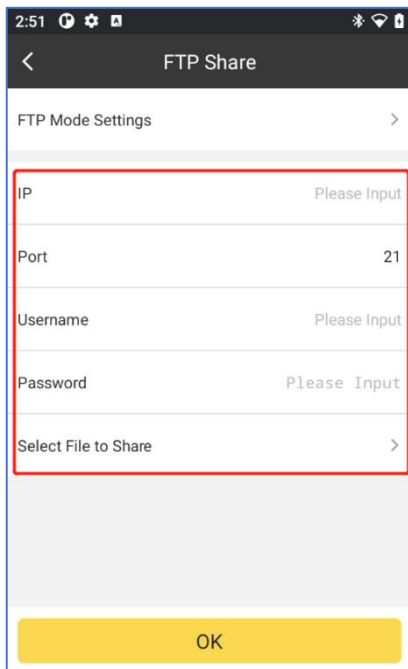 2:51
FTP Share
FTP Mode Settings
IP Please Input
Port 21
Username Please Input
Password Please Input
Select File to Share
OK